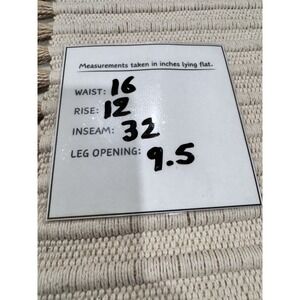 Measurements taken in inches lying flat.
WAIST: 16
RISE: 12
INSEAM: 32
LEG OPENING: 9.5